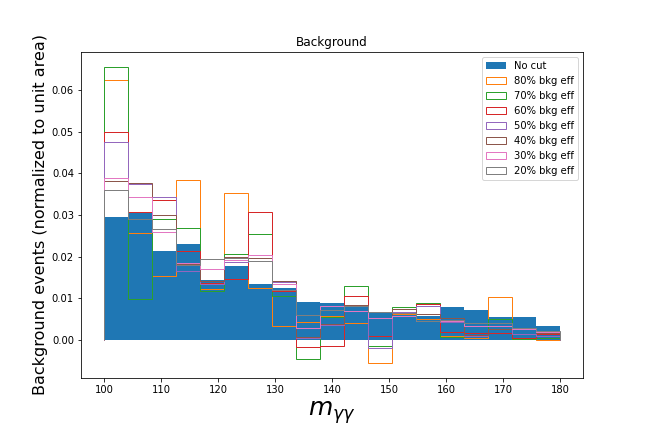 Background
Background events (normalized to unit area)
0.06
0.05
0.04
0.03
0.02
0.01
0.00
No cut
80% bkg eff
70% bkg eff
60% bkg eff
50% bkg eff
40% bkg eff
30% bkg eff
20% bkg eff
100 110 120 130 140 150 160 170 180
mγγ